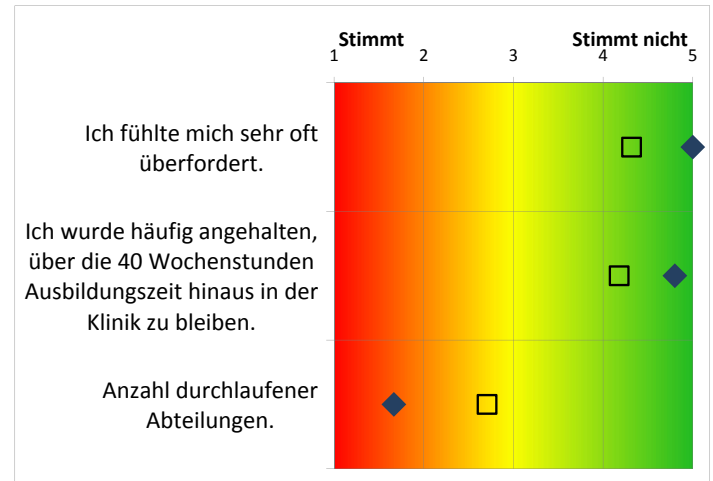 Stimmt Stimmt nicht
1 2 3 4 5
Ich fühlte mich sehr oft
überfordert.
Ich wurde häufig angehalten,
über die 40 Wochenstunden
Ausbildungszeit hinaus in der
Klinik zu bleiben.
Anzahl durchlaufener
Abteilungen.